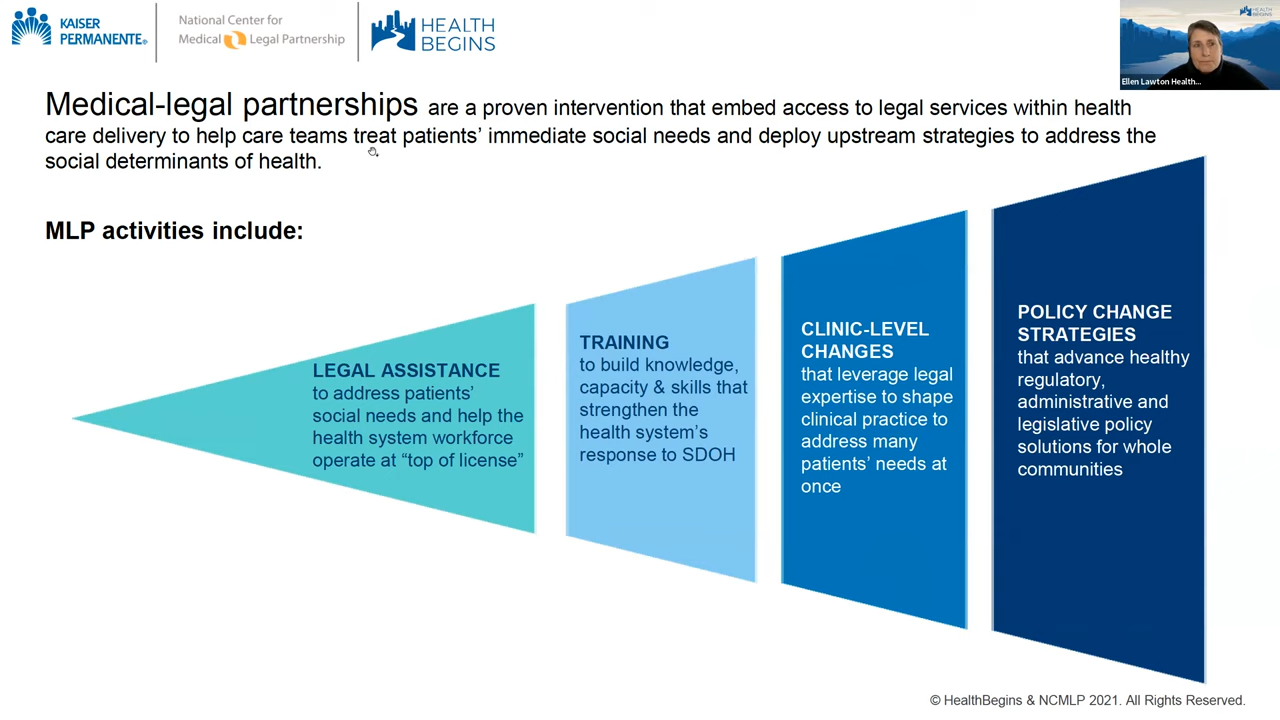 KAISER
PERMANENTE®
National Center for
Medical Legal Partnership
HEALTH
BEGINS
HEALTH
BEGINS
Ellen Lawton Health...
Medical-legal partnerships are a proven intervention that embed access to legal services within health
care delivery to help care teams treat patients’ immediate social needs and deploy upstream strategies to address the
social determinants of health.
MLP activities include:
LEGAL ASSISTANCE
to address patients’
social needs and help the
health system workforce
operate at “top of license”
TRAINING
to build knowledge,
capacity & skills that
strengthen the
health system’s
response to SDOH
CLINIC-LEVEL
CHANGES
that leverage legal
expertise to shape
clinical practice to
address many
patients’ needs at
once
POLICY CHANGE
STRATEGIES
that advance healthy
regulatory,
administrative and
legislative policy
solutions for whole
communities
© HealthBegins & NCMLP 2021. All Rights Reserved.